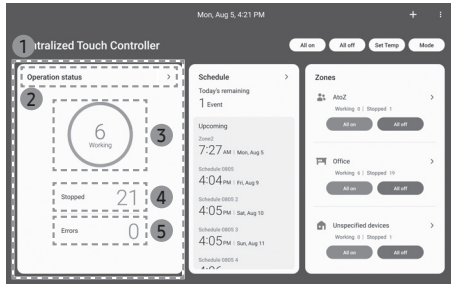 Mon, Aug 5, 4:21 PM
1 ntralized Touch Controller
All on All off Set Temp Mode
Operation status
2
6
Working
3
Stopped 21 4
Errors 0 5
Schedule
Today's remaining
1 Event
Upcoming
Zone2
7:27 AM | Mon, Aug 5
Schedule 0805
4:04 PM | Fri, Aug 9
Schedule 0805 2
4:05 PM | Sat, Aug 10
Schedule 0805 3
4:05 PM | Sun, Aug 11
Schedule 0805 4
Zones
AtoZ
Working 0 | Stopped 1
All on All off
Office
Working 6 | Stopped 19
All on All off
Unspecified devices
Working 0 | Stopped 1
All on All off